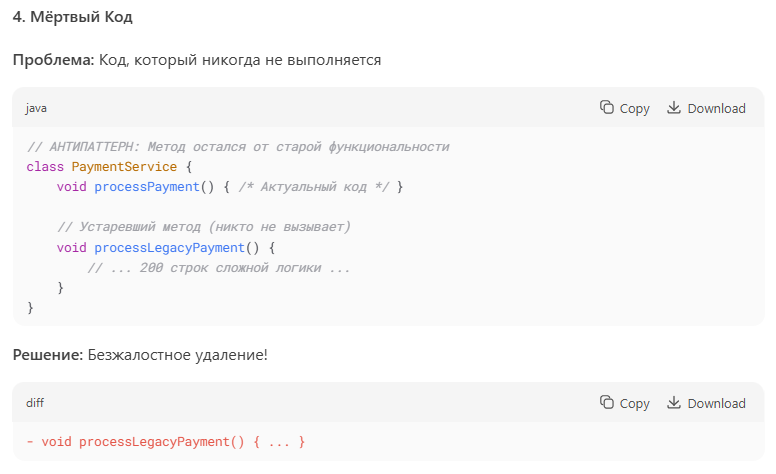 4. Мёртвый Код
Проблема: Код, который никогда не выполняется
java
Copy
Download
// АНТИПАТТЕРН: Метод остался от старой функциональности
class PaymentService {
    void processPayment() { /* Актуальный код */ }
    // Устаревший метод (никто не вызывает)
    void processLegacyPayment() {
        // ... 200 строк сложной логики ...
    }
}
Решение: Безжалостное удаление!
diff
Copy
Download
- void processLegacyPayment() { ... }